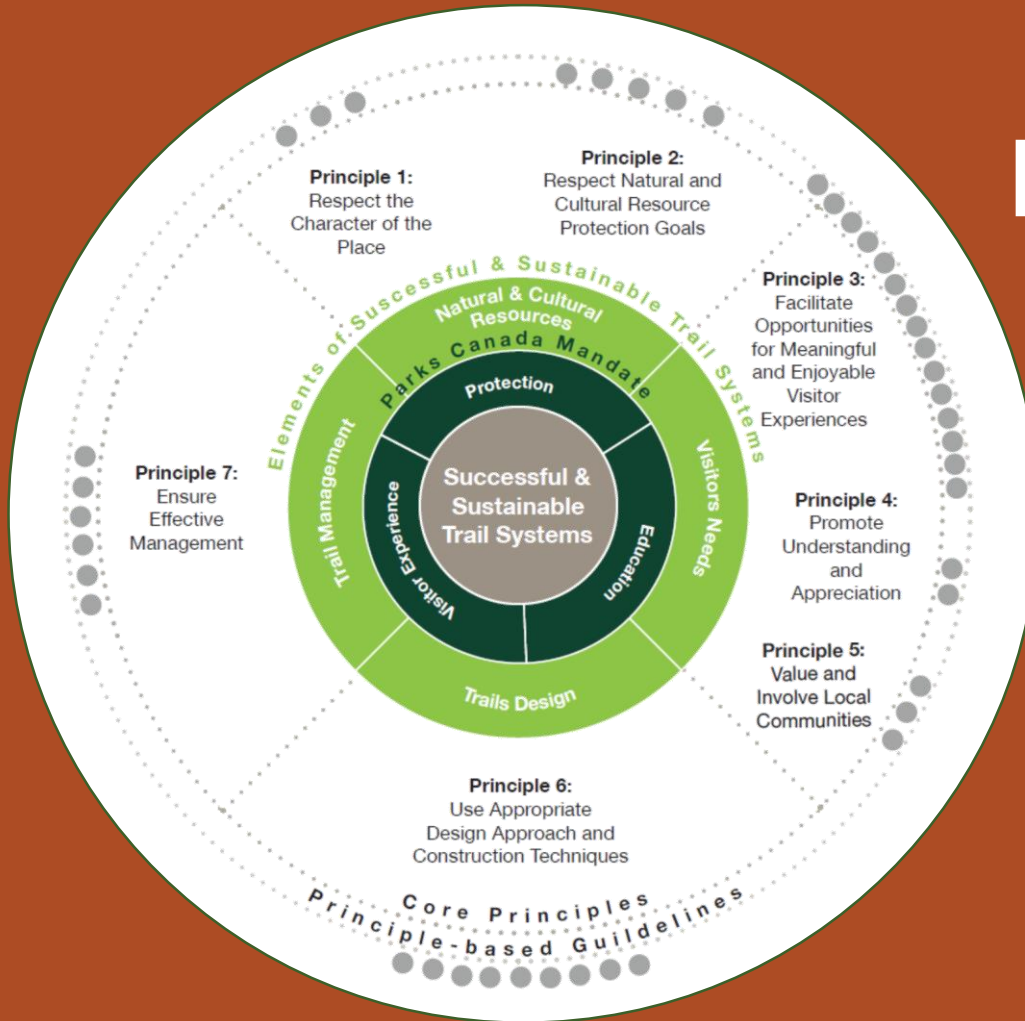 Principle 1:
Respect the
Character of the
Place
Principle 2:
Respect Natural and
Cultural Resource
Protection Goals
Principle 3:
Facilitate
Opportunities
for Meaningful
and Enjoyable
Visitor
Experiences
Principle 4:
Promote
Understanding
and
Appreciation
Principle 5:
Value and
Involve Local
Communities
Principle 6:
Use Appropriate
Design Approach and
Construction Techniques
Principle 7:
Ensure
Effective
Management
Elements of Suscessful & Sustainable Trail Systems
Natural & Cultural
Resources
Visitors Needs
Trails Design
Trail Management
Parks Canada Mandate
Protection
Education
Visitor Experience
Successful &
Sustainable
Trail Systems
Core Principles
Principle-based Guildelines